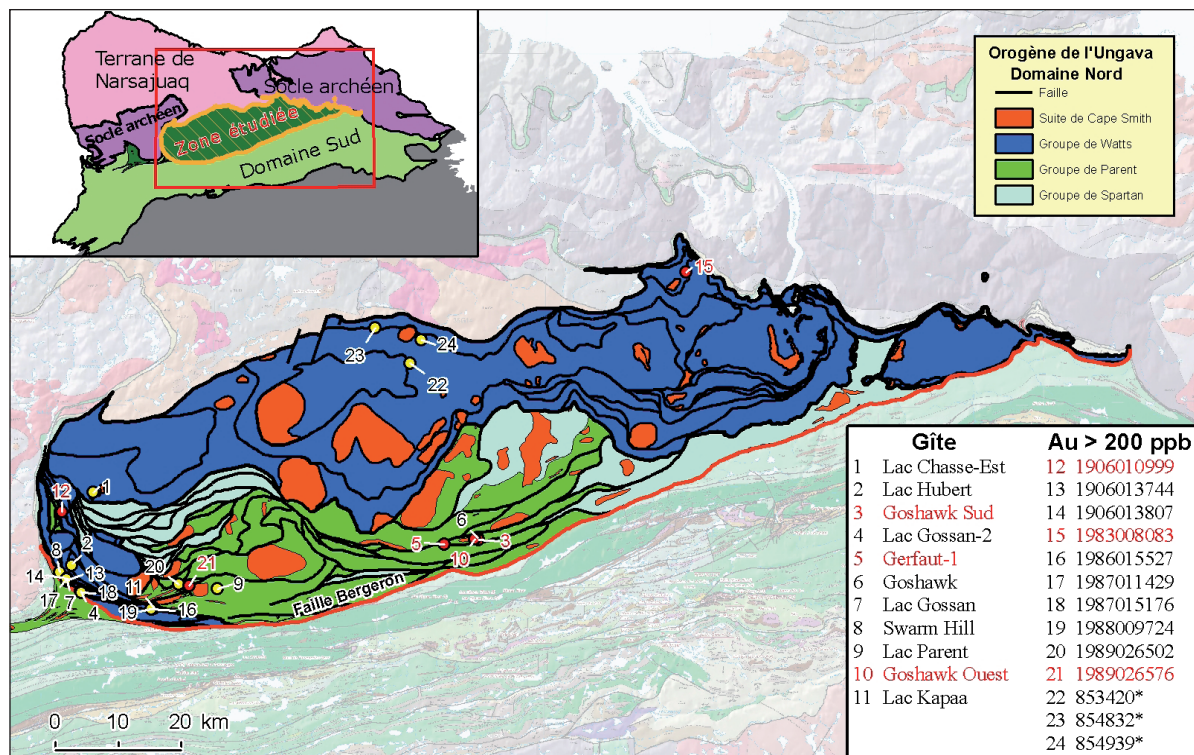 Terrane de
Narsajuaq
Socle archéen
Socle archéen
Zone étudiée
Domaine Sud
Orogène de l'Ungava
Domaine Nord
Faille
Suite de Cape Smith
Groupe de Watts
Groupe de Parent
Groupe de Spartan
15
23
24
22
12
1
6
5
3
10
8
2
20
21
14
13
11
9
17
7
18
4
19
16
Faille Bergeron
0 10 20 km
Gîte Au > 200 ppb
1 Lac Chasse-Est 12 1906010999
2 Lac Hubert 13 1906013744
3 Goshawk Sud 14 1906013807
4 Lac Gossan-2 15 1983008083
5 Gerfaut-1 16 1986015527
6 Goshawk 17 1987011429
7 Lac Gossan 18 1987015176
8 Swarm Hill 19 1988009724
9 Lac Parent 20 1989026502
10 Goshawk Ouest 21 1989026576
11 Lac Kapaa 22 853420*
23 854832*
24 854939*